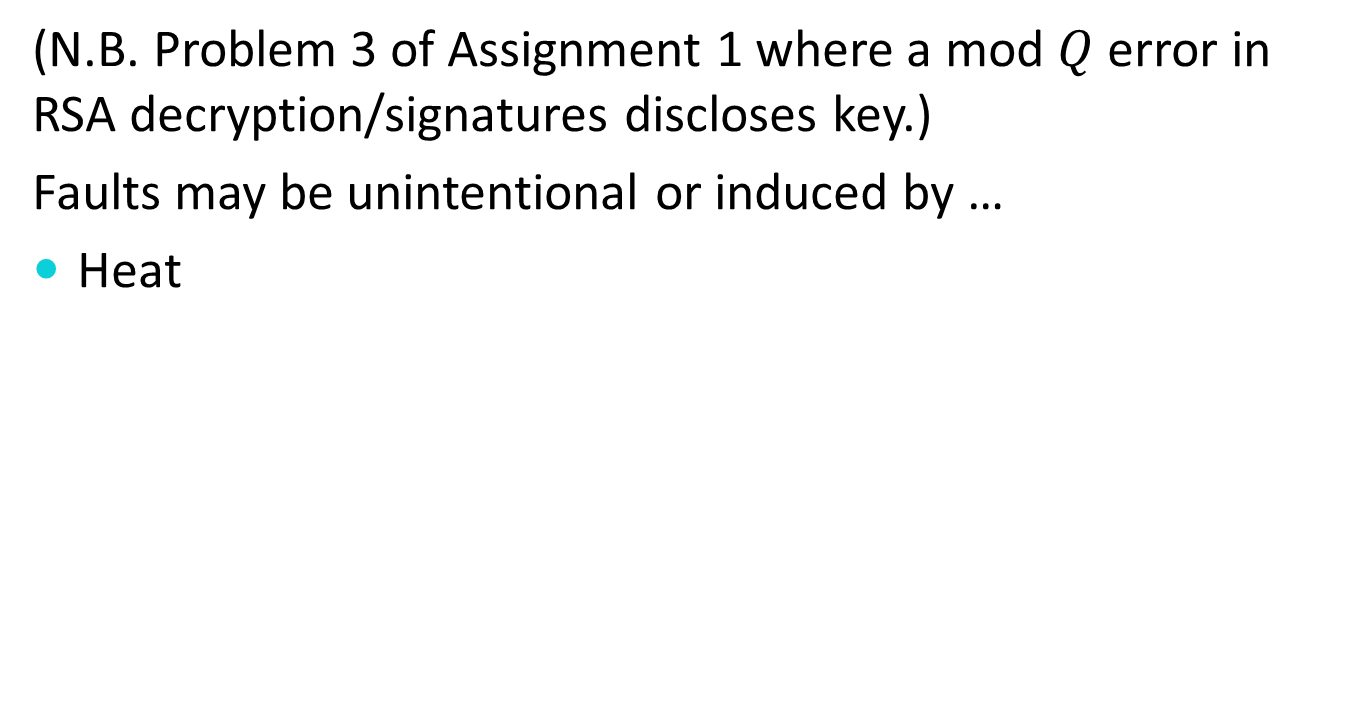 (N.B. Problem 3 of Assignment 1 where a mod Q error in
RSA decryption/signatures discloses key.)
Faults may be unintentional or induced by …
• Heat